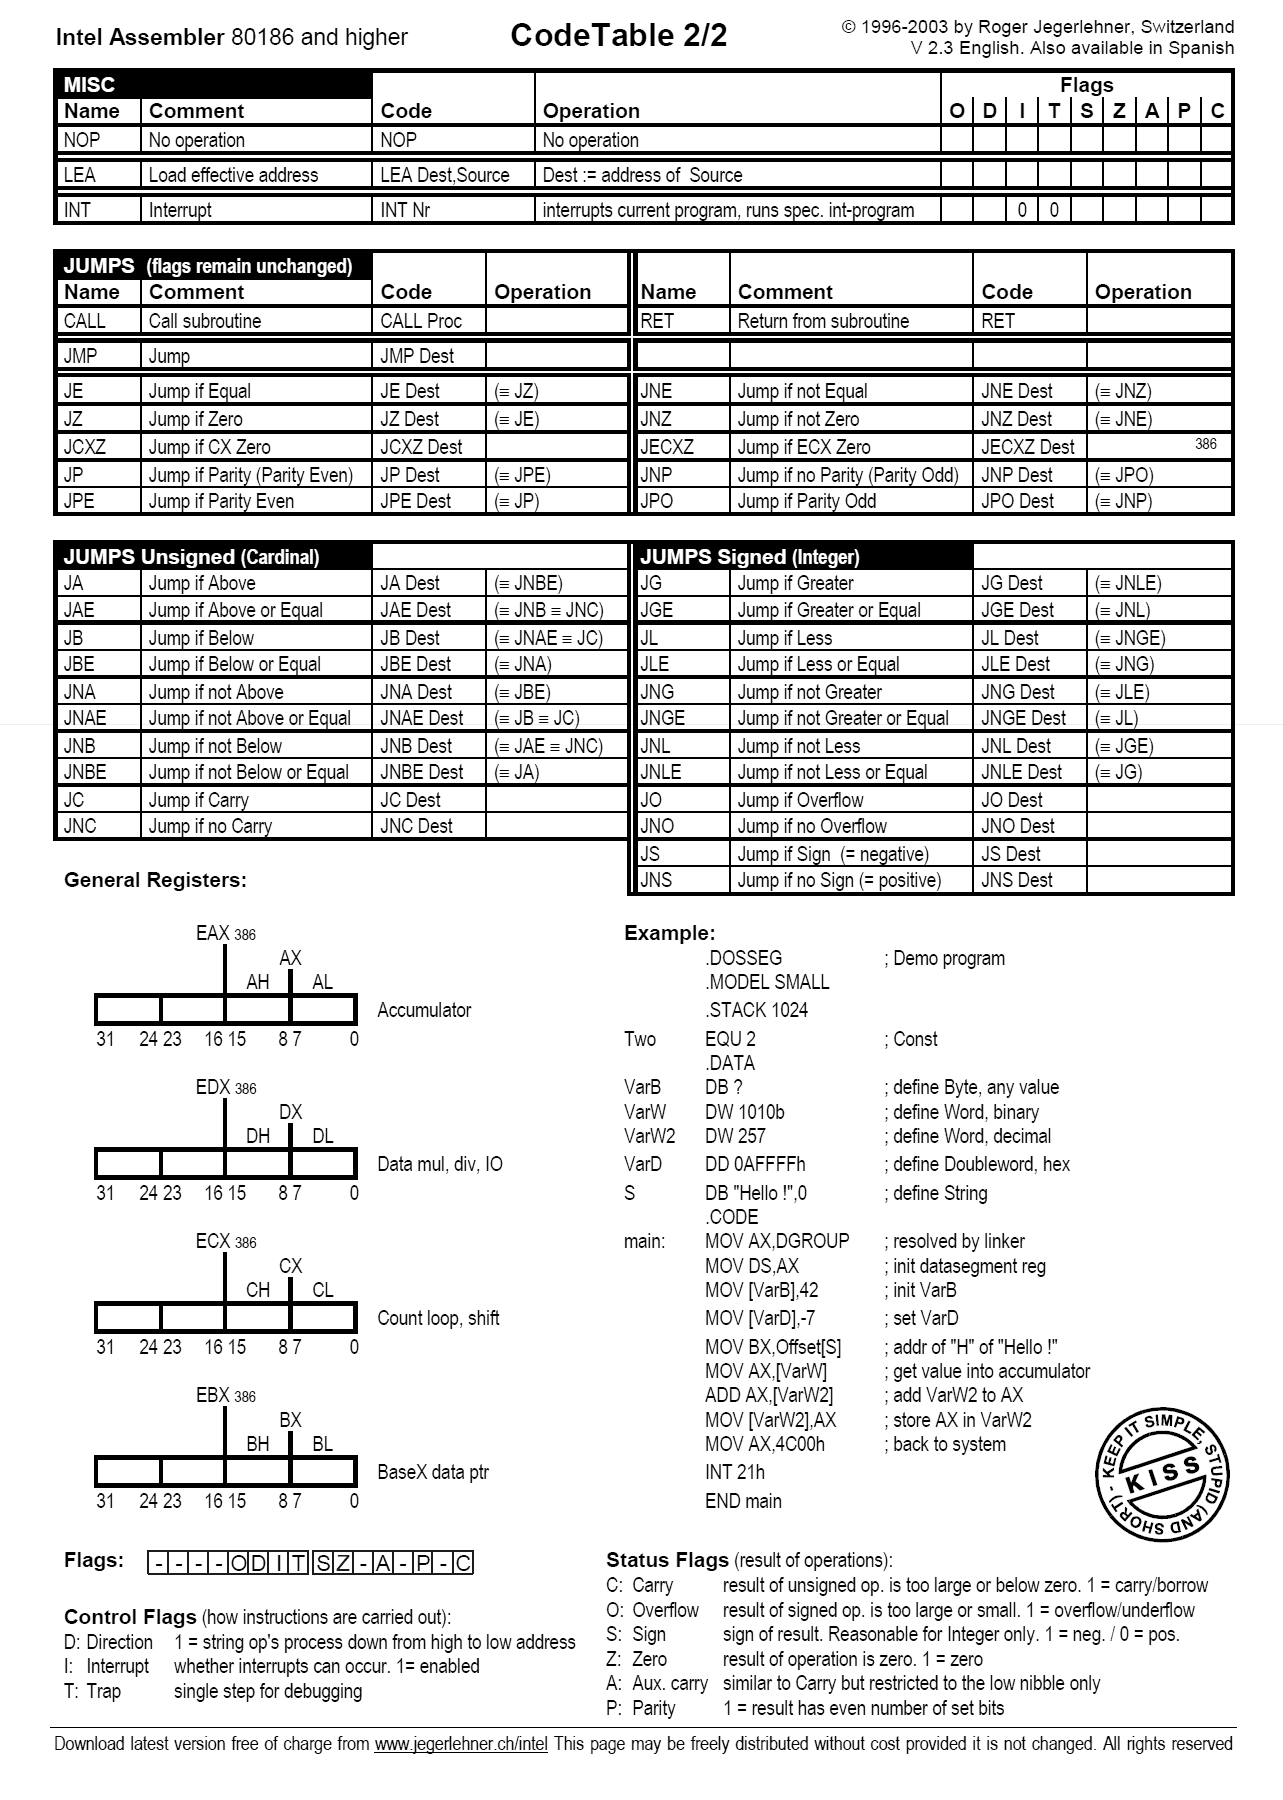 Intel Assembler 80186 and higher CodeTable 2/2 © 1996-2003 by Roger Jegerlehner, Switzerland
V 2.3 English. Also available in Spanish
MISC Flags
Name Comment Code Operation O D I T S Z A P C
NOP No operation NOP No operation
LEA Load effective address LEA Dest,Source Dest := address of Source
INT Interrupt INT Nr interrupts current program, runs spec. int-program 0 0
JUMPS (flags remain unchanged)
Name Comment Code Operation Name Comment Code Operation
CALL Call subroutine CALL Proc RET Return from subroutine RET
JMP Jump JMP Dest
JE Jump if Equal JE Dest (≡ JZ) JNE Jump if not Equal JNE Dest (≡ JNZ)
JZ Jump if Zero JZ Dest (≡ JE) JNZ Jump if not Zero JNZ Dest (≡ JNE)
JCXZ Jump if CX Zero JCXZ Dest JECXZ Jump if ECX Zero JECXZ Dest 386
JP Jump if Parity (Parity Even) JP Dest (≡ JPE) JNP Jump if no Parity (Parity Odd) JNP Dest (≡ JPO)
JPE Jump if Parity Even JPE Dest (≡ JP) JPO Jump if Parity Odd JPO Dest (≡ JNP)
JUMPS Unsigned (Cardinal) JUMPS Signed (Integer)
JA Jump if Above JA Dest (≡ JNBE) JG Jump if Greater JG Dest (≡ JNLE)
JAE Jump if Above or Equal JAE Dest (≡ JNB ≡ JNC) JGE Jump if Greater or Equal JGE Dest (≡ JNL)
JB Jump if Below JB Dest (≡ JNAE ≡ JC) JL Jump if Less JL Dest (≡ JNGE)
JBE Jump if Below or Equal JBE Dest (≡ JNA) JLE Jump if Less or Equal JLE Dest (≡ JNG)
JNA Jump if not Above JNA Dest (≡ JBE) JNG Jump if not Greater JNG Dest (≡ JLE)
JNAE Jump if not Above or Equal JNAE Dest (≡ JB ≡ JC) JNGE Jump if not Greater or Equal JNGE Dest (≡ JL)
JNB Jump if not Below JNB Dest (≡ JAE ≡ JNC) JNL Jump if not Less JNL Dest (≡ JGE)
JNBE Jump if not Below or Equal JNBE Dest (≡ JA) JNLE Jump if not Less or Equal JNLE Dest (≡ JG)
JC Jump if Carry JC Dest JO Jump if Overflow JO Dest
JNC Jump if no Carry JNC Dest JNO Jump if no Overflow JNO Dest
JS Jump if Sign (= negative) JS Dest
JNS Jump if no Sign (= positive) JNS Dest
General Registers:
EAX 386
AX
AH AL
Accumulator
31 24 23 16 15 8 7 0
EDX 386
DX
DH DL
Data mul, div, IO
31 24 23 16 15 8 7 0
ECX 386
CX
CH CL
Count loop, shift
31 24 23 16 15 8 7 0
EBX 386
BX
BH BL
BaseX data ptr
31 24 23 16 15 8 7 0
Example:
.DOSSEG ; Demo program
.MODEL SMALL
.STACK 1024
Two EQU 2 ; Const
.DATA
VarB DB ? ; define Byte, any value
VarW DW 1010b ; define Word, binary
VarW2 DW 257 ; define Word, decimal
VarD DD 0AFFFFh ; define Doubleword, hex
S DB "Hello !",0 ; define String
.CODE
main: MOV AX,DGROUP ; resolved by linker
MOV DS,AX ; init datasegment reg
MOV [VarB],42 ; init VarB
MOV [VarD],-7 ; set VarD
MOV BX,Offset[S] ; addr of "H" of "Hello !"
MOV AX,[VarW] ; get value into accumulator
ADD AX,[VarW2] ; add VarW2 to AX
MOV [VarW2],AX ; store AX in VarW2
MOV AX,4C00h ; back to system
INT 21h
END main
KEEP IT SIMPLE, STUPID (AND SHORT) -
KISS
Flags: - - - - O D I T S Z - A - P - C
Control Flags (how instructions are carried out):
D: Direction 1 = string op's process down from high to low address
I: Interrupt whether interrupts can occur. 1= enabled
T: Trap single step for debugging
Status Flags (result of operations):
C: Carry result of unsigned op. is too large or below zero. 1 = carry/borrow
O: Overflow result of signed op. is too large or small. 1 = overflow/underflow
S: Sign sign of result. Reasonable for Integer only. 1 = neg. / 0 = pos.
Z: Zero result of operation is zero. 1 = zero
A: Aux. carry similar to Carry but restricted to the low nibble only
P: Parity 1 = result has even number of set bits
Download latest version free of charge from www.jegerlehner.ch/intel This page may be freely distributed without cost provided it is not changed. All rights reserved